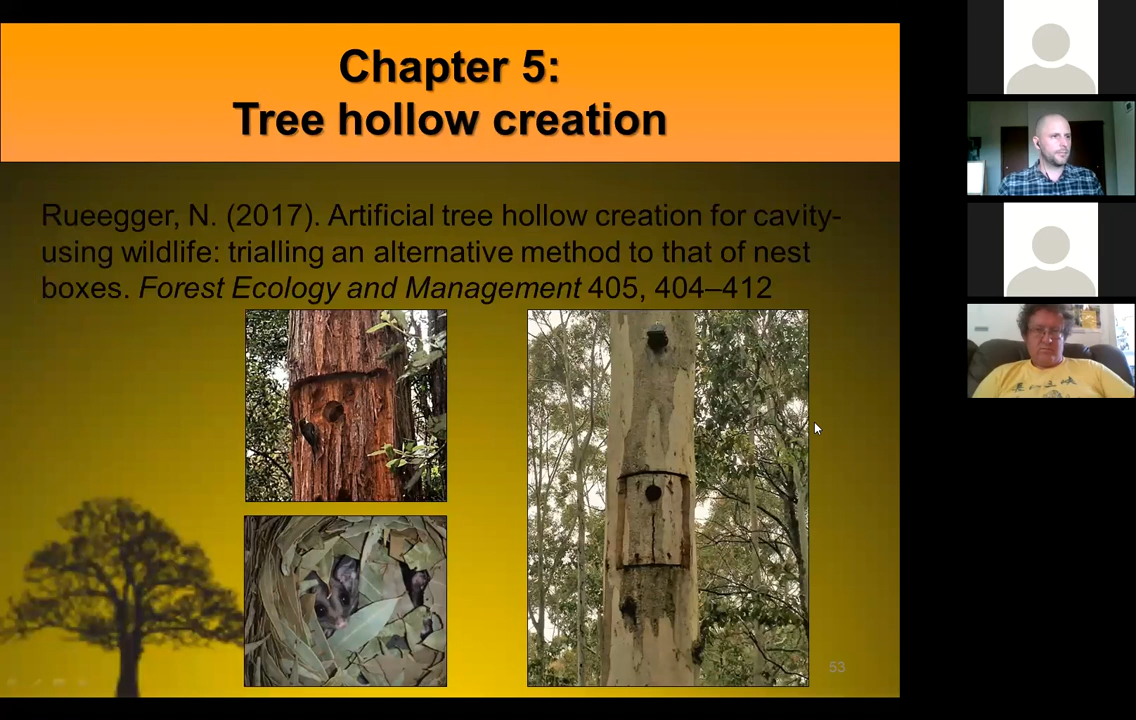 Chapter 5:
Tree hollow creation
Rueegger, N. (2017). Artificial tree hollow creation for cavity-
using wildlife: trialling an alternative method to that of nest
boxes. Forest Ecology and Management 405, 404–412
53